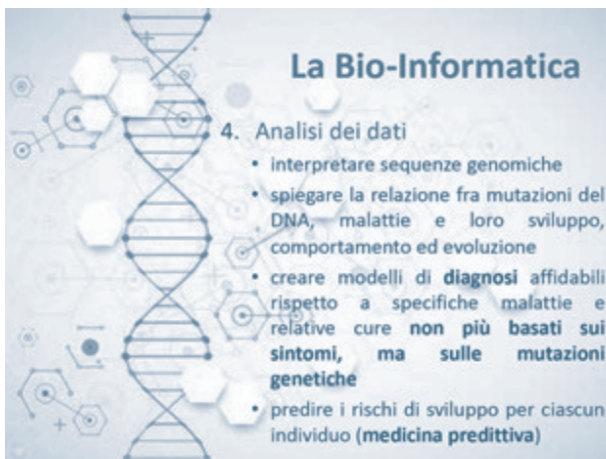 La Bio-Informatica
4. Analisi dei dati
• interpretare sequenze genomiche
• spiegare la relazione fra mutazioni del
DNA, malattie e loro sviluppo,
comportamento ed evoluzione
• creare modelli di diagnosi affidabili
rispetto a specifiche malattie e
relative cure non più basati sui
sintomi, ma sulle mutazioni
genetiche
• predire i rischi di sviluppo per ciascun
individuo (medicina predittiva)